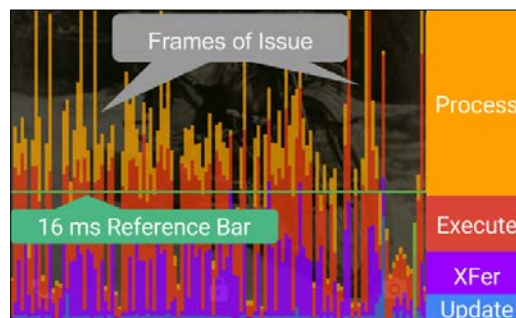 Frames of Issue
Process
16 ms Reference Bar
Execute
XFer
Update